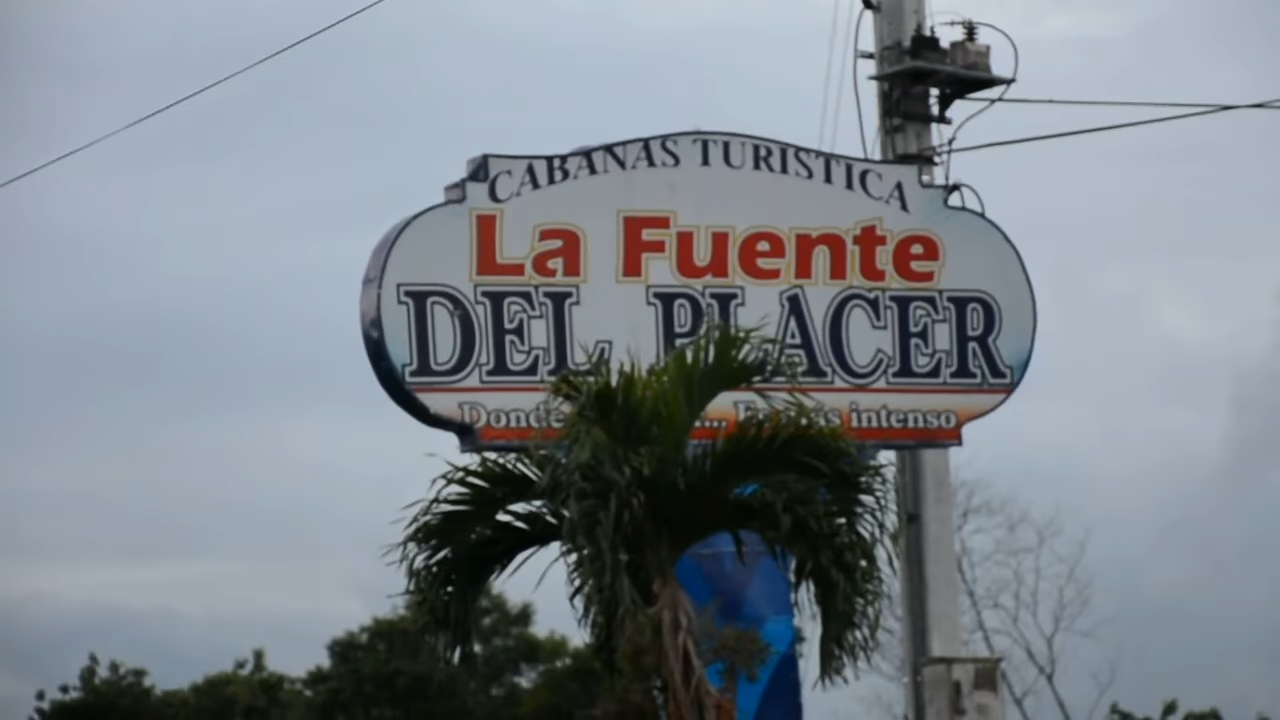 CABANAS TURISTICA
La Fuente
DEL PLACER
Donde ... intenso